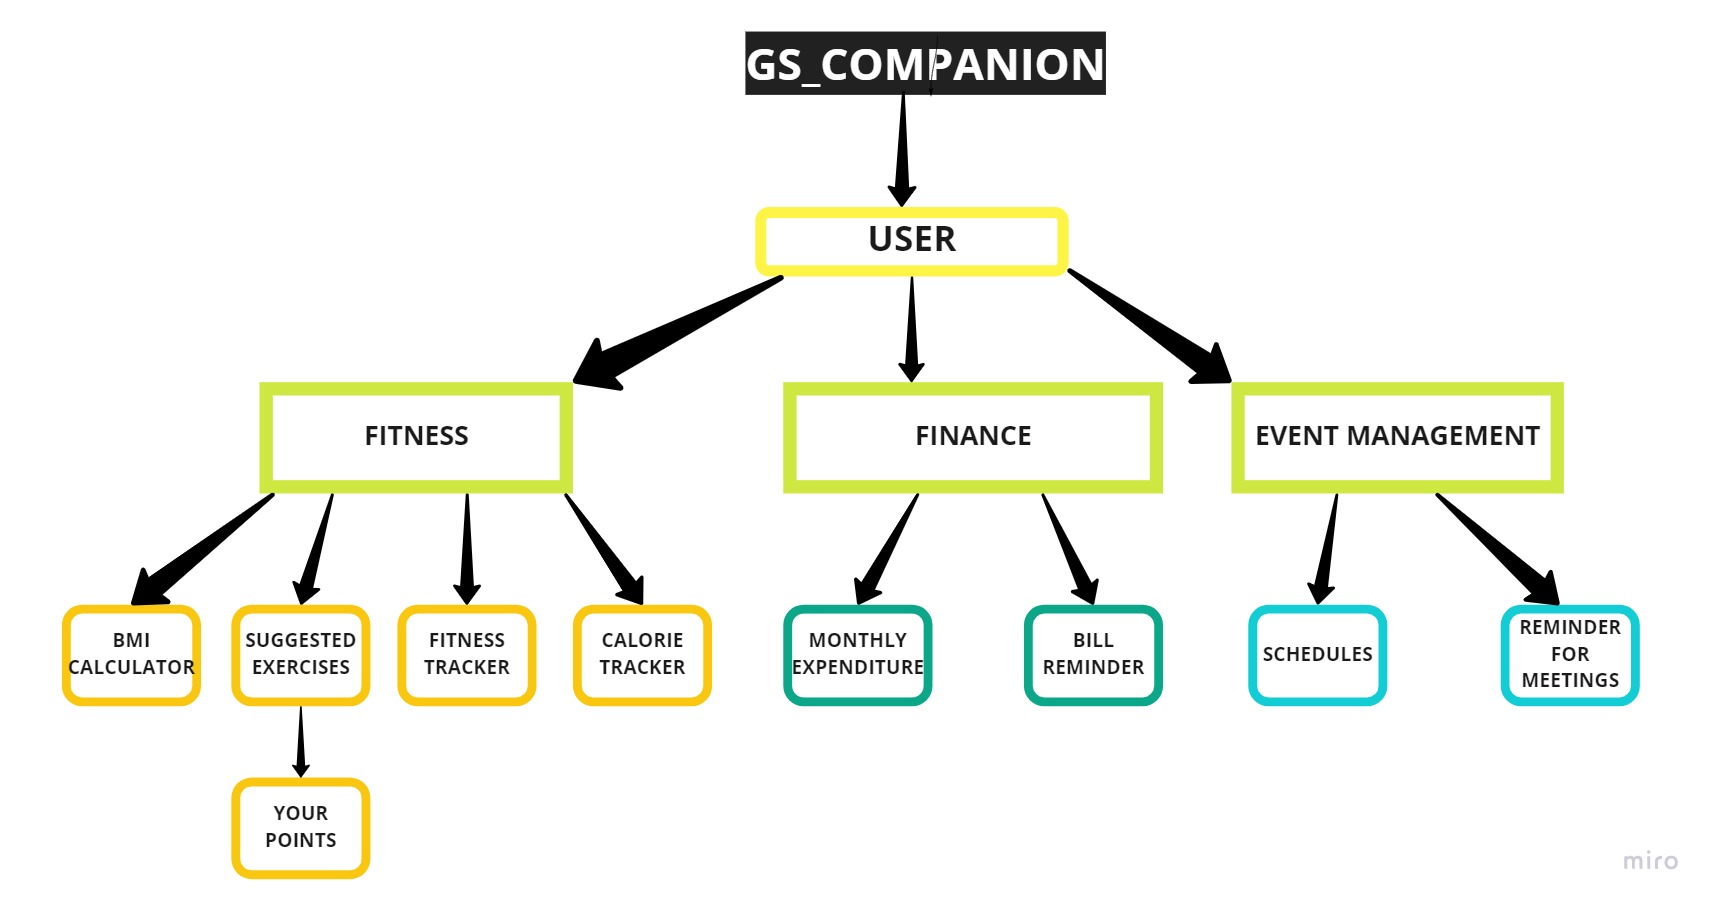 GS_COMPANION
USER
FITNESS
FINANCE
EVENT MANAGEMENT
BMI
CALCULATOR
SUGGESTED
EXERCISES
FITNESS
TRACKER
CALORIE
TRACKER
MONTHLY
EXPENDITURE
BILL
REMINDER
SCHEDULES
REMINDER
FOR
MEETINGS
YOUR
POINTS
miro